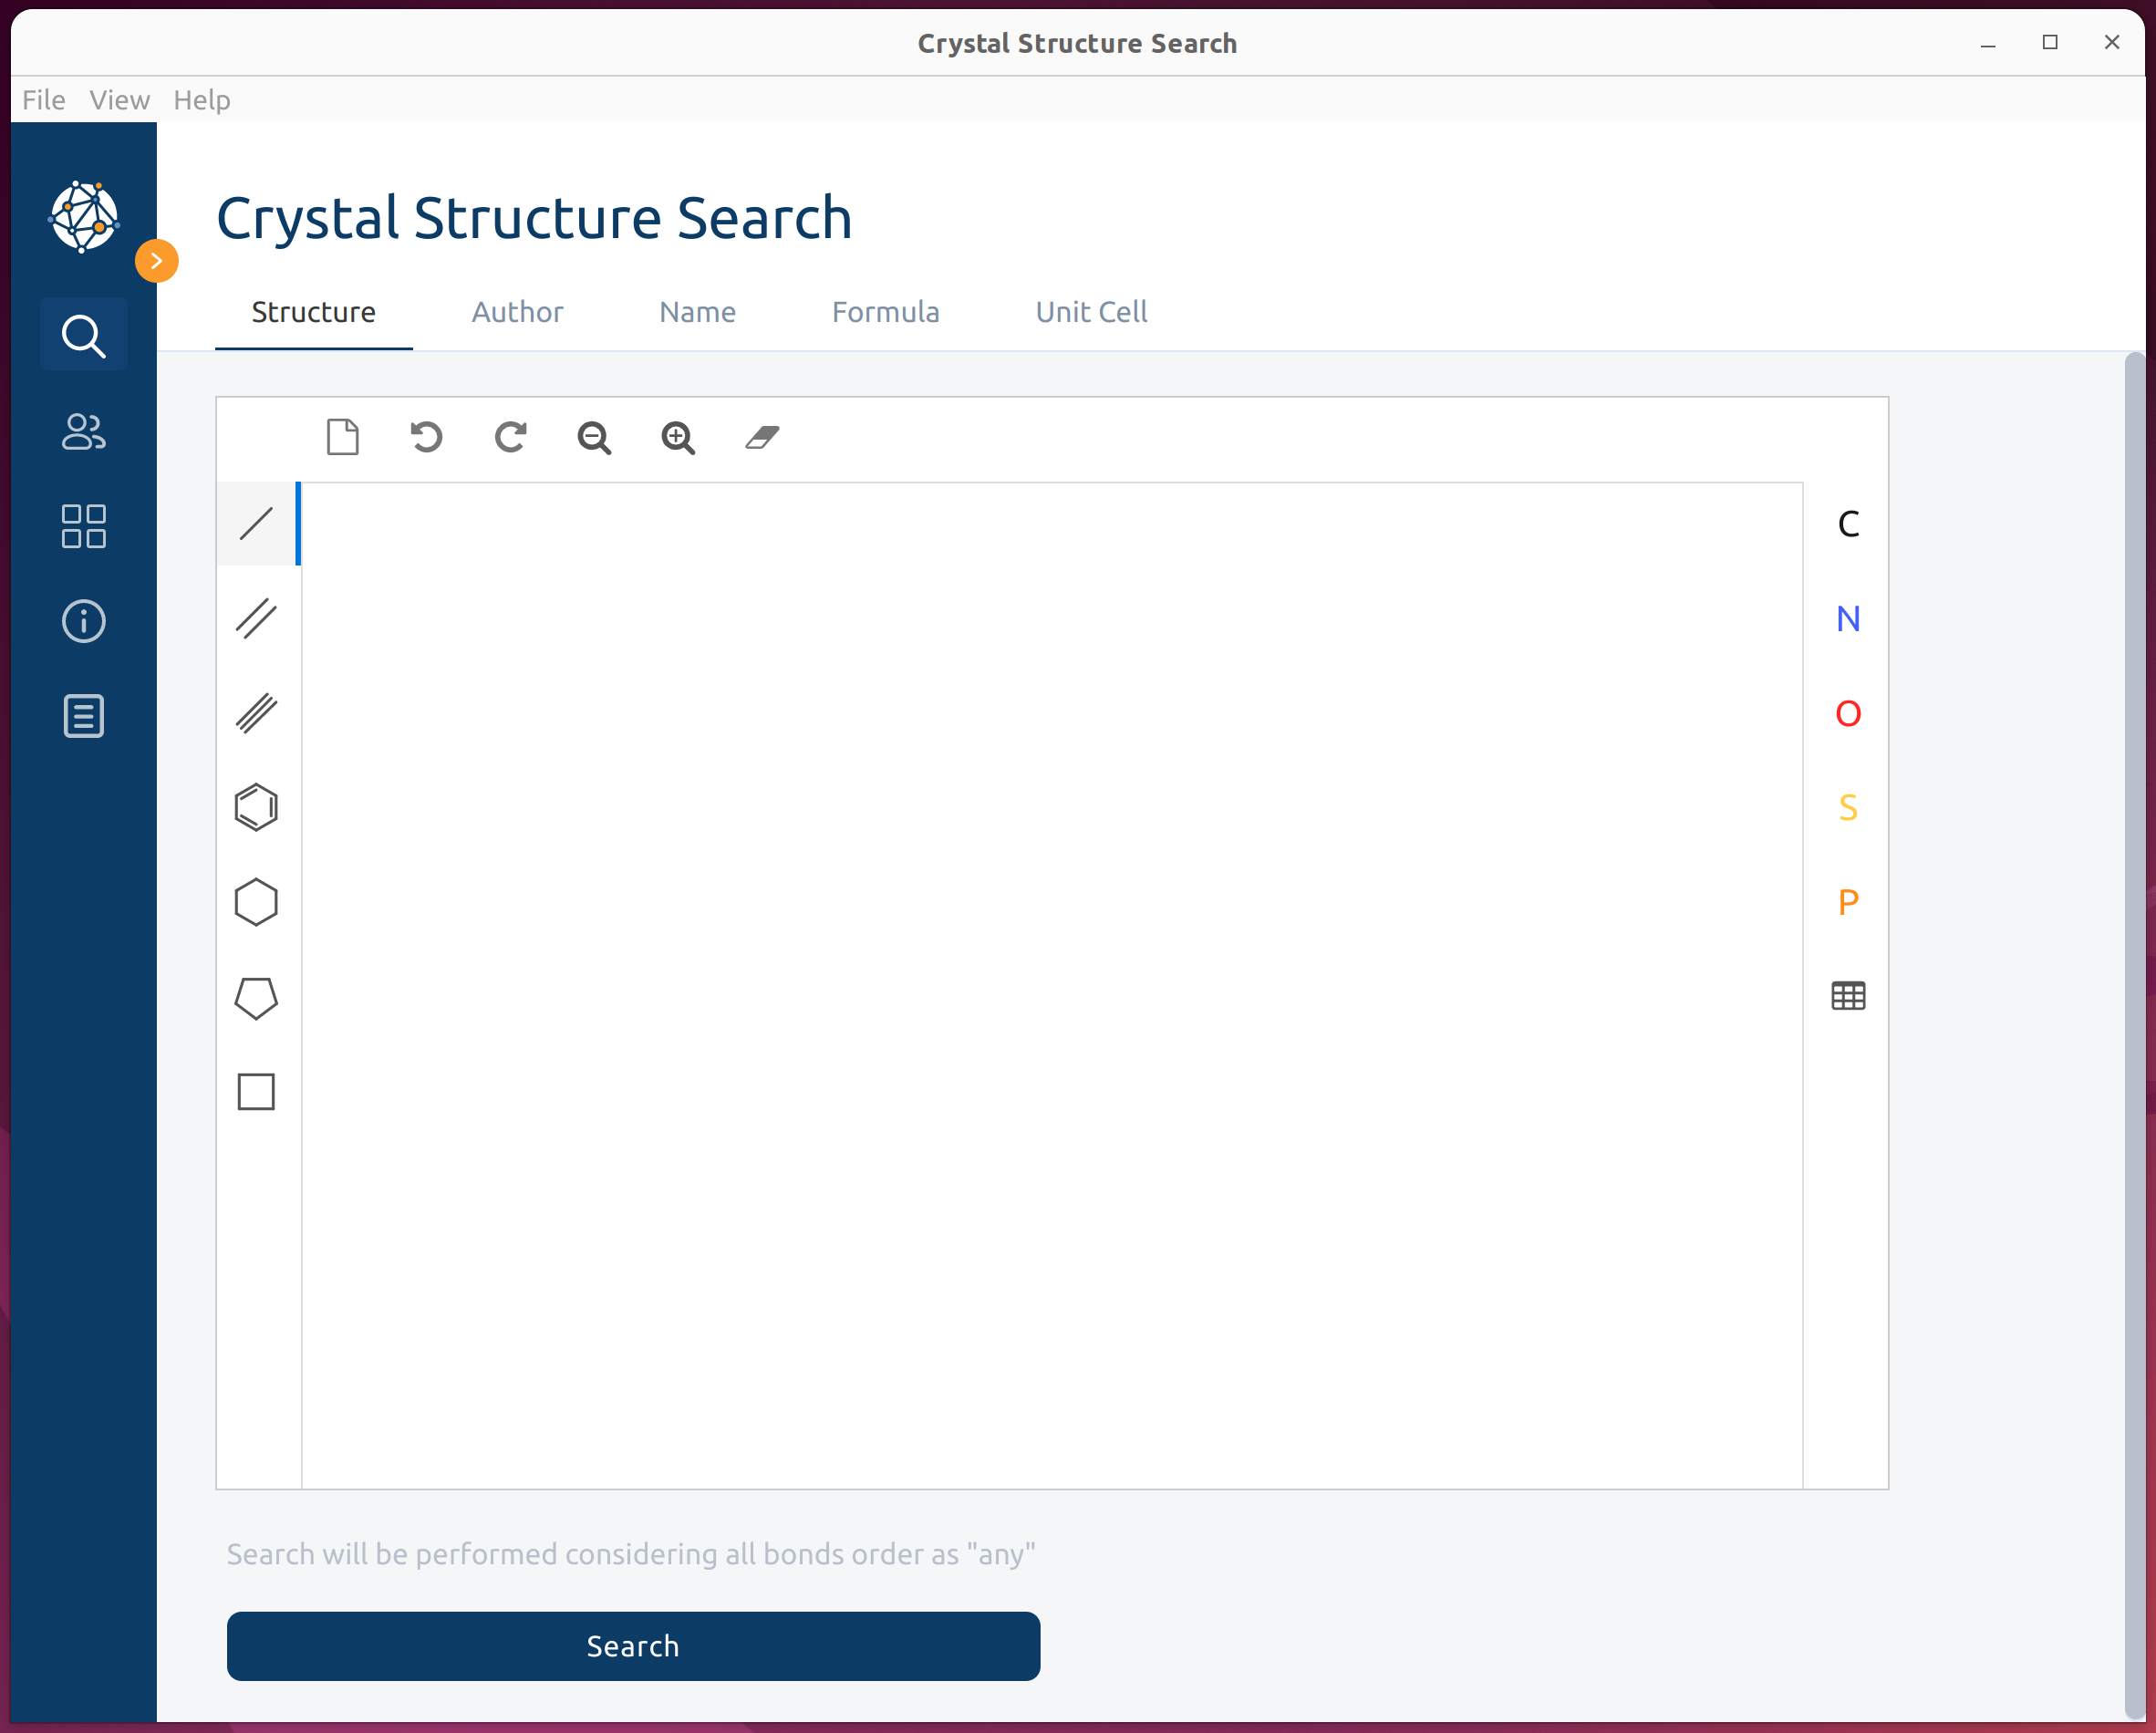 Crystal Structure Search
File View Help
Crystal Structure Search
Structure Author Name Formula Unit Cell
C
N
O
S
P
Search will be performed considering all bonds order as "any"
Search